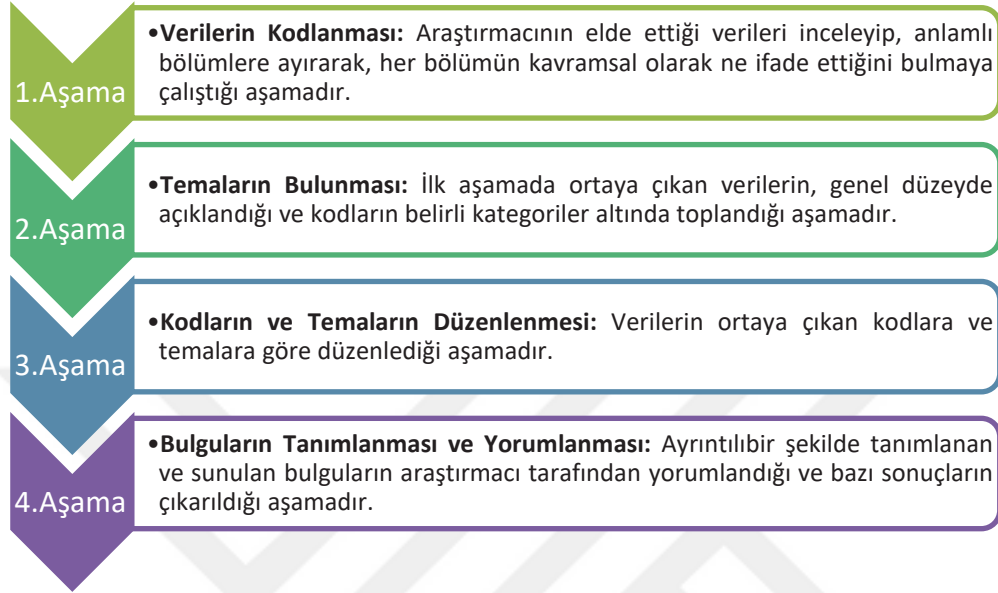 1.Aşama
•Verilerin Kodlanması: Araştırmacının elde ettiği verileri inceleyip, anlamlı
bölümlere ayırarak, her bölümün kavramsal olarak ne ifade ettiğini bulmaya
çalıştığı aşamadır.
2.Aşama
•Temaların Bulunması: İlk aşamada ortaya çıkan verilerin, genel düzeyde
açıklandığı ve kodların belirli kategoriler altında toplandığı aşamadır.
3.Aşama
•Kodların ve Temaların Düzenlenmesi: Verilerin ortaya çıkan kodlara ve
temalara göre düzenlediği aşamadır.
4.Aşama
•Bulguların Tanımlanması ve Yorumlanması: Ayrıntılıbir şekilde tanımlanan
ve sunulan bulguların araştırmacı tarafından yorumlandığı ve bazı sonuçların
çıkarıldığı aşamadır.